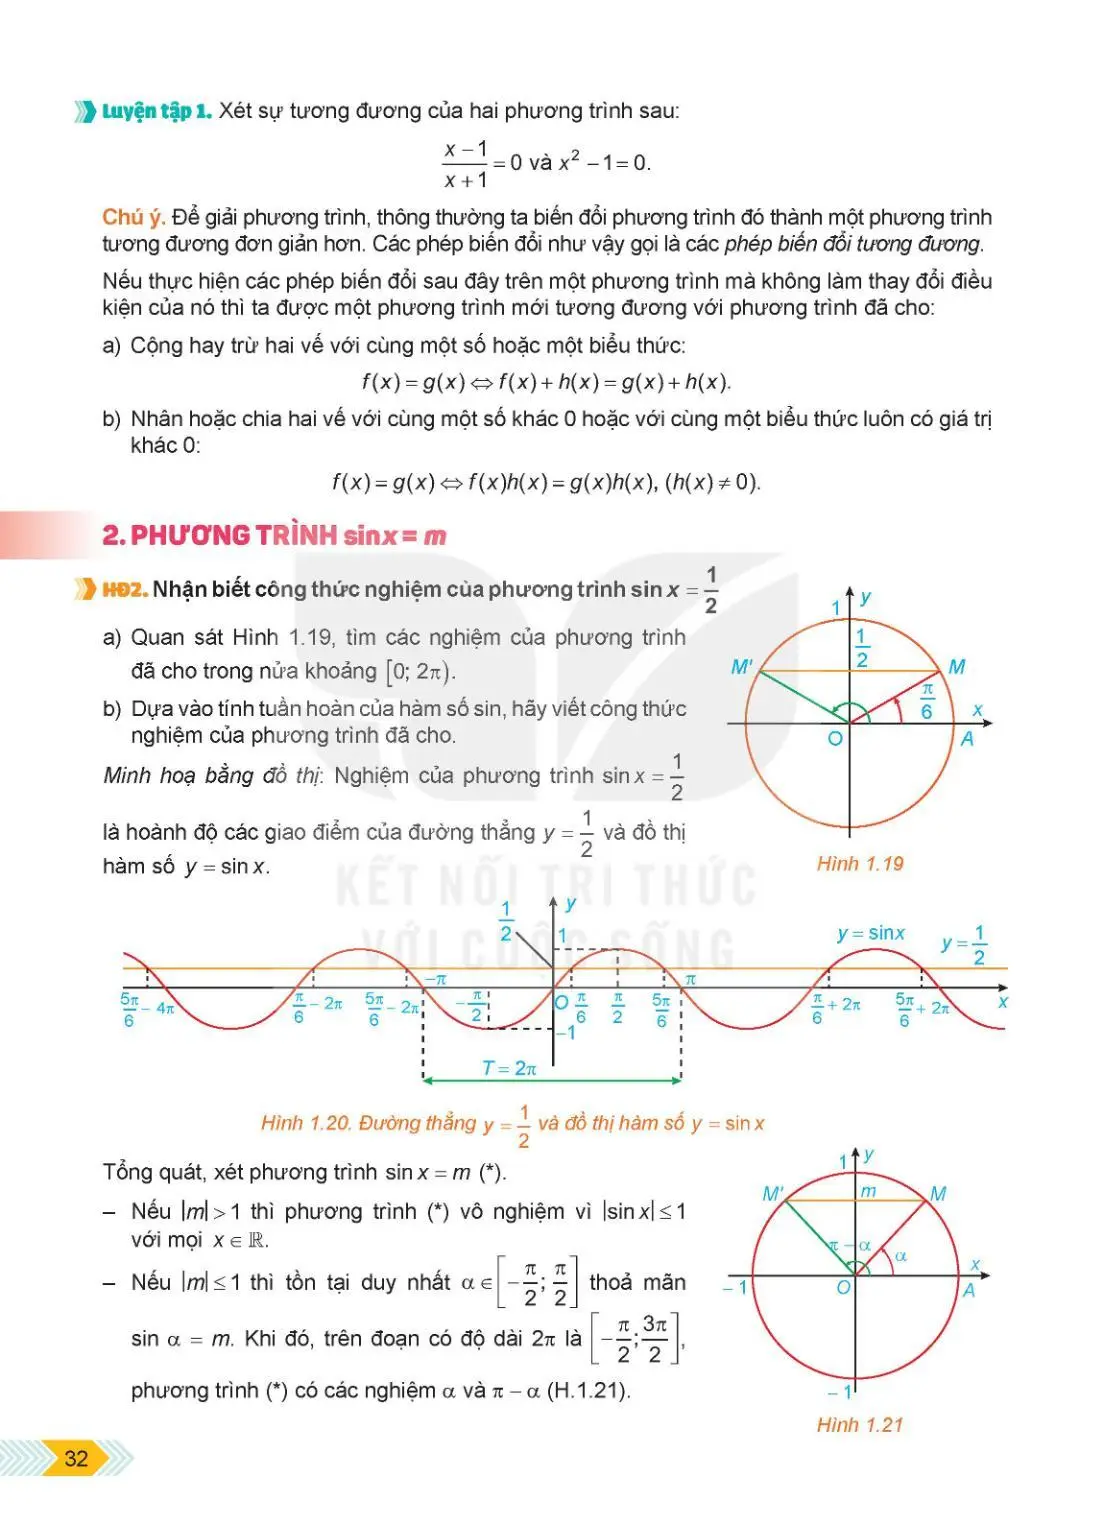 Luyện tập 1. Xét sự tương đương của hai phương trình sau:
x – 1
x + 1
= 0 và x² – 1 = 0.
Chú ý. Để giải phương trình, thông thường ta biến đổi phương trình đó thành một phương trình
tương đương đơn giản hơn. Các phép biến đổi như vậy gọi là các phép biến đổi tương đương.
Nếu thực hiện các phép biến đổi sau đây trên một phương trình mà không làm thay đổi điều
kiện của nó thì ta được một phương trình mới tương đương với phương trình đã cho:
a) Cộng hay trừ hai vế với cùng một số hoặc một biểu thức:
f(x) = g(x) ⇔ f(x) + h(x) = g(x) + h(x).
b) Nhân hoặc chia hai vế với cùng một số khác 0 hoặc với cùng một biểu thức luôn có giá trị
khác 0:
f(x) = g(x) ⇔ f(x)h(x) = g(x)h(x), (h(x) ≠ 0).
2. PHƯƠNG TRÌNH sinx = m
HĐ2. Nhận biết công thức nghiệm của phương trình sin x = 1/2
a) Quan sát Hình 1.19, tìm các nghiệm của phương trình
đã cho trong nửa khoảng [0; 2π).
b) Dựa vào tính tuần hoàn của hàm số sin, hãy viết công thức
nghiệm của phương trình đã cho.
Minh hoạ bằng đồ thị: Nghiệm của phương trình sin x = 1/2
là hoành độ các giao điểm của đường thẳng y = 1/2 và đồ thị
hàm số y = sin x.
1 y
1/2
M' M
π/6 x
O A
Hình 1.19
KẾT NỐI TRI THỨC
VỚI CUỘC SỐNG
1/2 1 y
y = sinx y = 1/2
–π π
5π/6 – 4π π/6 – 2π 5π/6 – 2π –π/2 O π/6 π/2 5π/6 π/6 + 2π 5π/6 + 2π x
–1
T = 2π
Hình 1.20. Đường thẳng y = 1/2 và đồ thị hàm số y = sin x
Tổng quát, xét phương trình sin x = m (*).
– Nếu |m| > 1 thì phương trình (*) vô nghiệm vì |sin x| ≤ 1
với mọi x ∈ ℝ.
– Nếu |m| ≤ 1 thì tồn tại duy nhất α ∈ [–π/2; π/2] thoả mãn
sin α = m. Khi đó, trên đoạn có độ dài 2π là [–π/2; 3π/2],
phương trình (*) có các nghiệm α và π – α (H.1.21).
1 y
M' m M
π – α α
x
– 1 O A
– 1
Hình 1.21
32